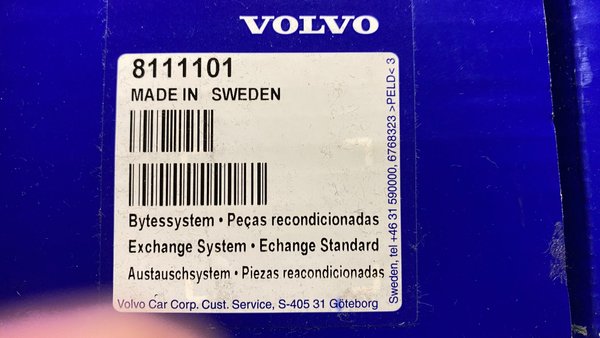 VOLVO
8111101
MADE IN SWEDEN
Bytessystem · Peças recondicionadas
Exchange System · Echange Standard
Austauschsystem · Piezas reacondicionadas
Volvo Car Corp. Cust. Service, S-405 31 Göteborg
Sweden, tel +46 31 590000, 6768323 >PELD< 3